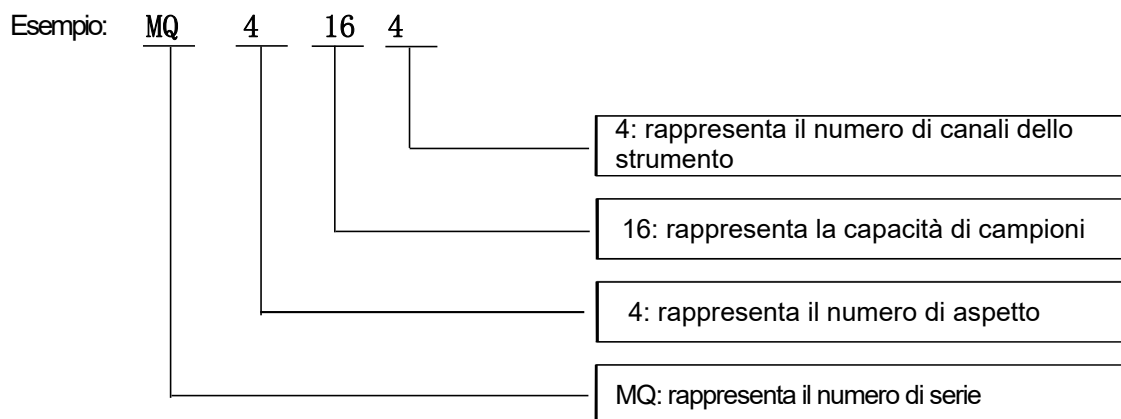 Esempio: MQ 4 16 4
4: rappresenta il numero di canali dello
strumento
16: rappresenta la capacità di campioni
4: rappresenta il numero di aspetto
MQ: rappresenta il numero di serie